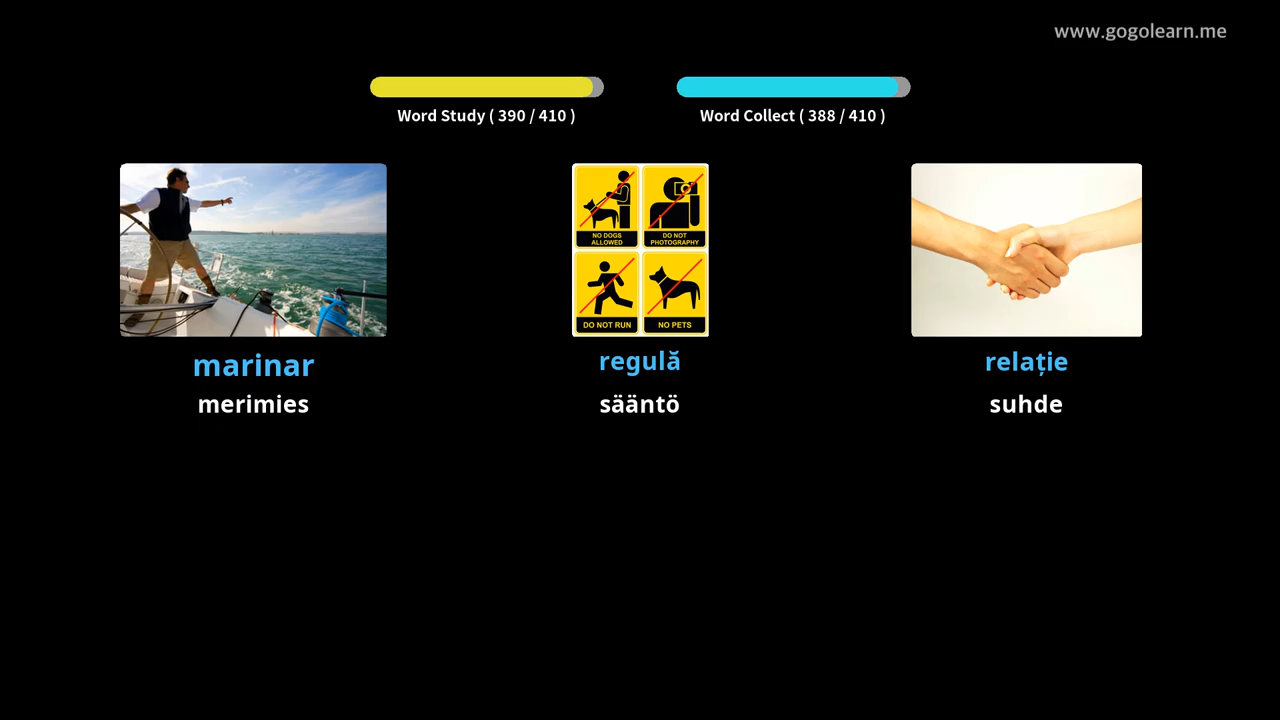 www.gogolearn.me
Word Study ( 390 / 410 )
Word Collect ( 388 / 410 )
NO DOGS
ALLOWED
DO NOT
PHOTOGRAPHY
DO NOT RUN
NO PETS
marinar
merimies
regulă
sääntö
relație
suhde